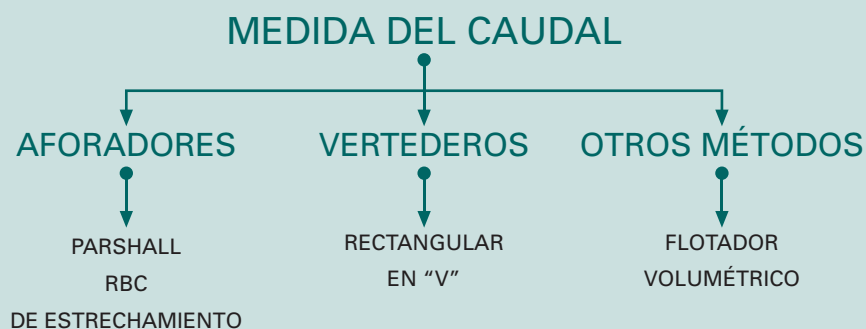 MEDIDA DEL CAUDAL
AFORADORES
VERTEDEROS
OTROS MÉTODOS
PARSHALL
RBC
DE ESTRECHAMIENTO
RECTANGULAR
EN “V”
FLOTADOR
VOLUMÉTRICO